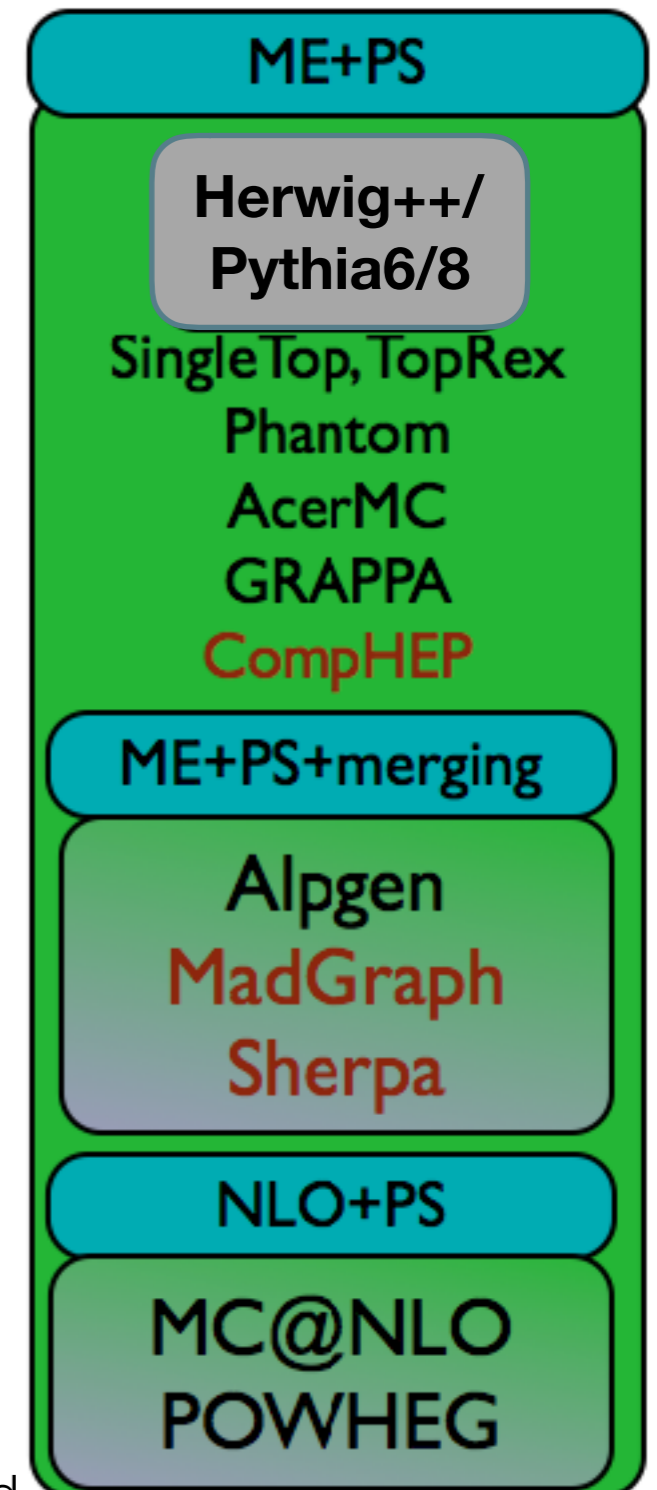 ME+PS
Herwig++/
Pythia6/8
SingleTop, TopRex
Phantom
AcerMC
GRAPPA
CompHEP
ME+PS+merging
Alpgen
MadGraph
Sherpa
NLO+PS
MC@NLO
POWHEG